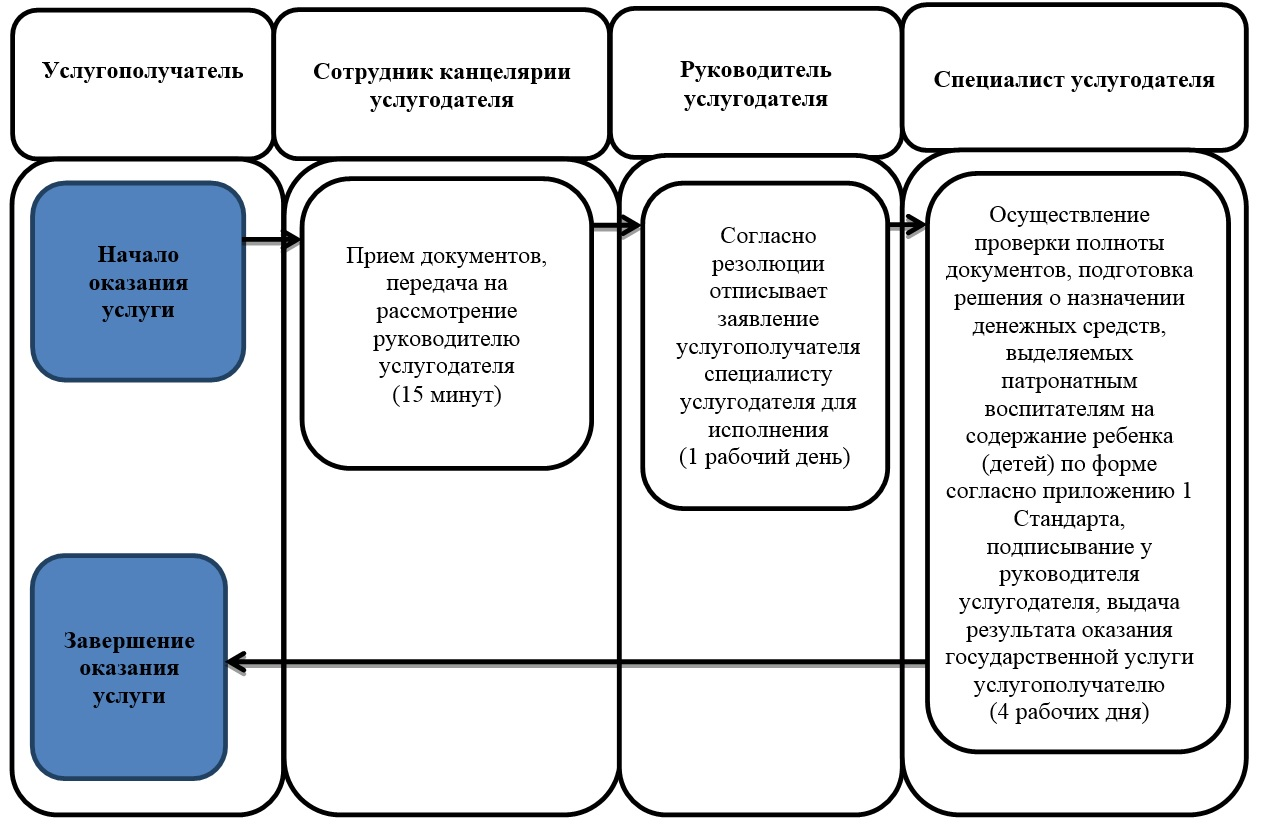 Услугополучатель
Сотрудник канцелярии
услугодателя
Руководитель
услугодателя
Специалист услугодателя
Начало
оказания
услуги
Прием документов,
передача на
рассмотрение
руководителю
услугодателя
(15 минут)
Согласно
резолюции
отписывает
заявление
услугополучателя
специалисту
услугодателя для
исполнения
(1 рабочий день)
Осуществление
проверки полноты
документов, подготовка
решения о назначении
денежных средств,
выделяемых
патронатным
воспитателям на
содержание ребенка
(детей) по форме
согласно приложению 1
Стандарта,
подписывание у
руководителя
услугодателя, выдача
результата оказания
государственной услуги
услугополучателю
(4 рабочих дня)
Завершение
оказания
услуги